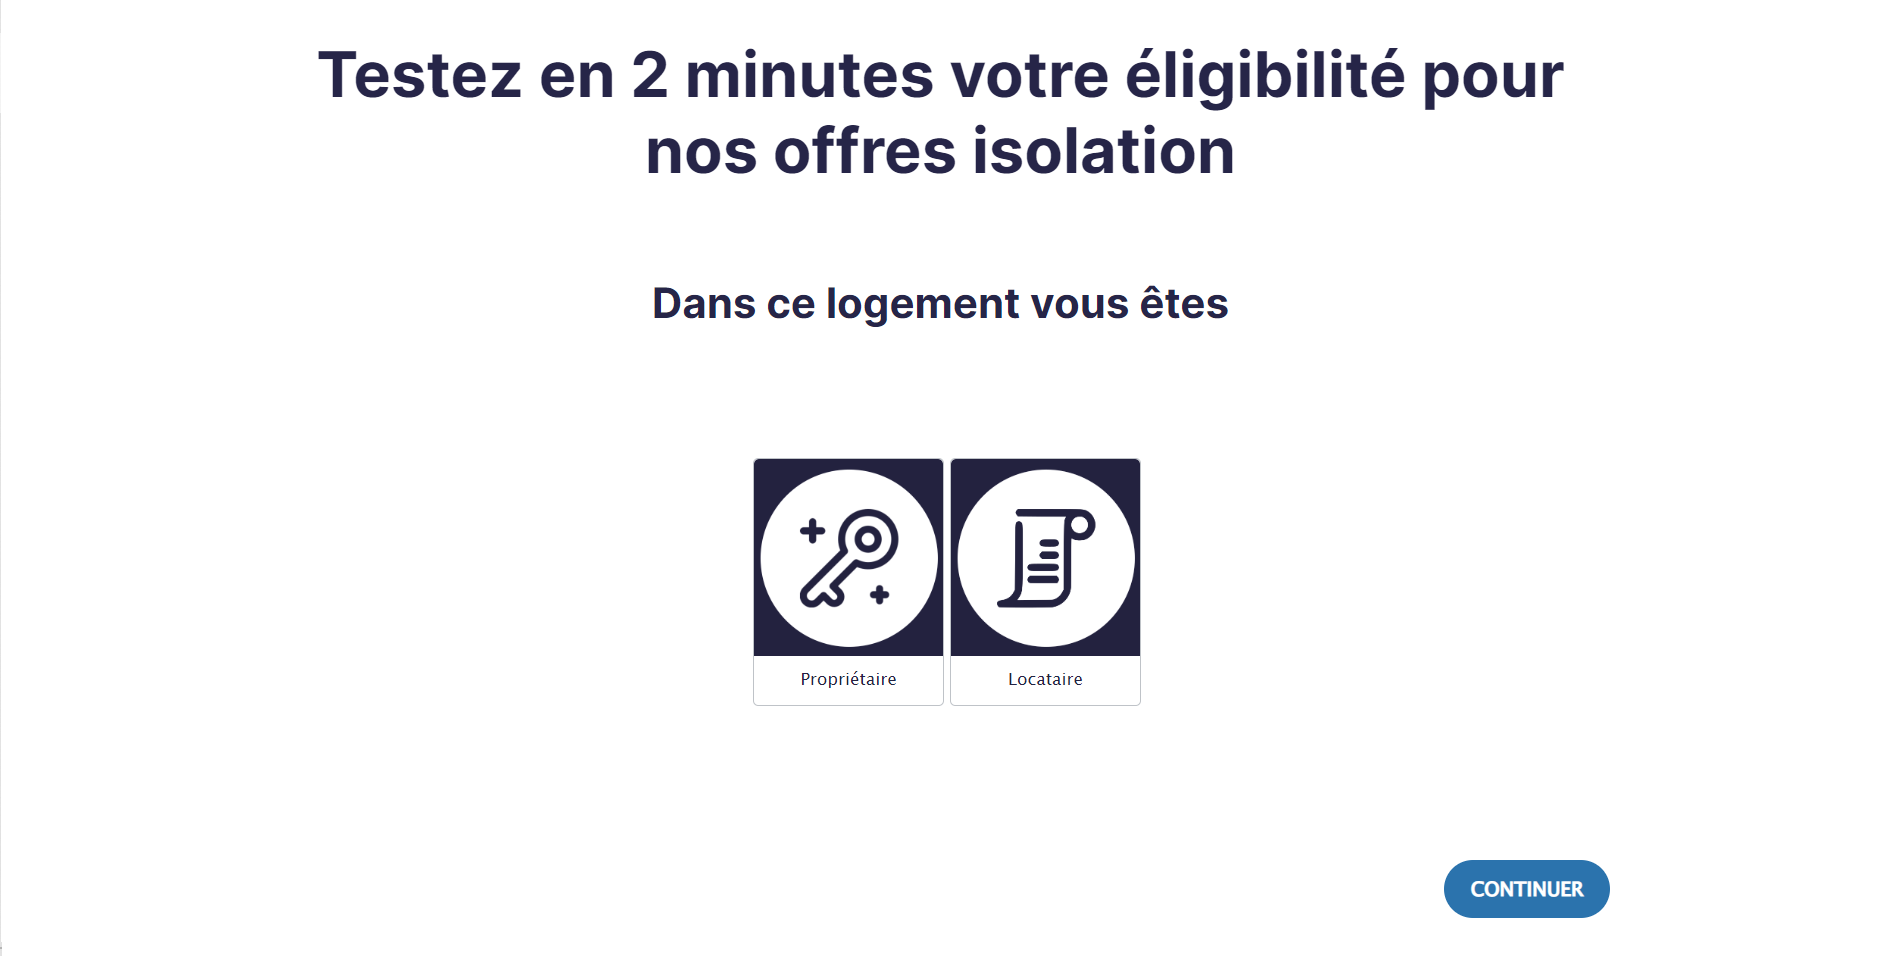 Testez en 2 minutes votre éligibilité pour
nos offres isolation
Dans ce logement vous êtes
Propriétaire
Locataire
CONTINUER